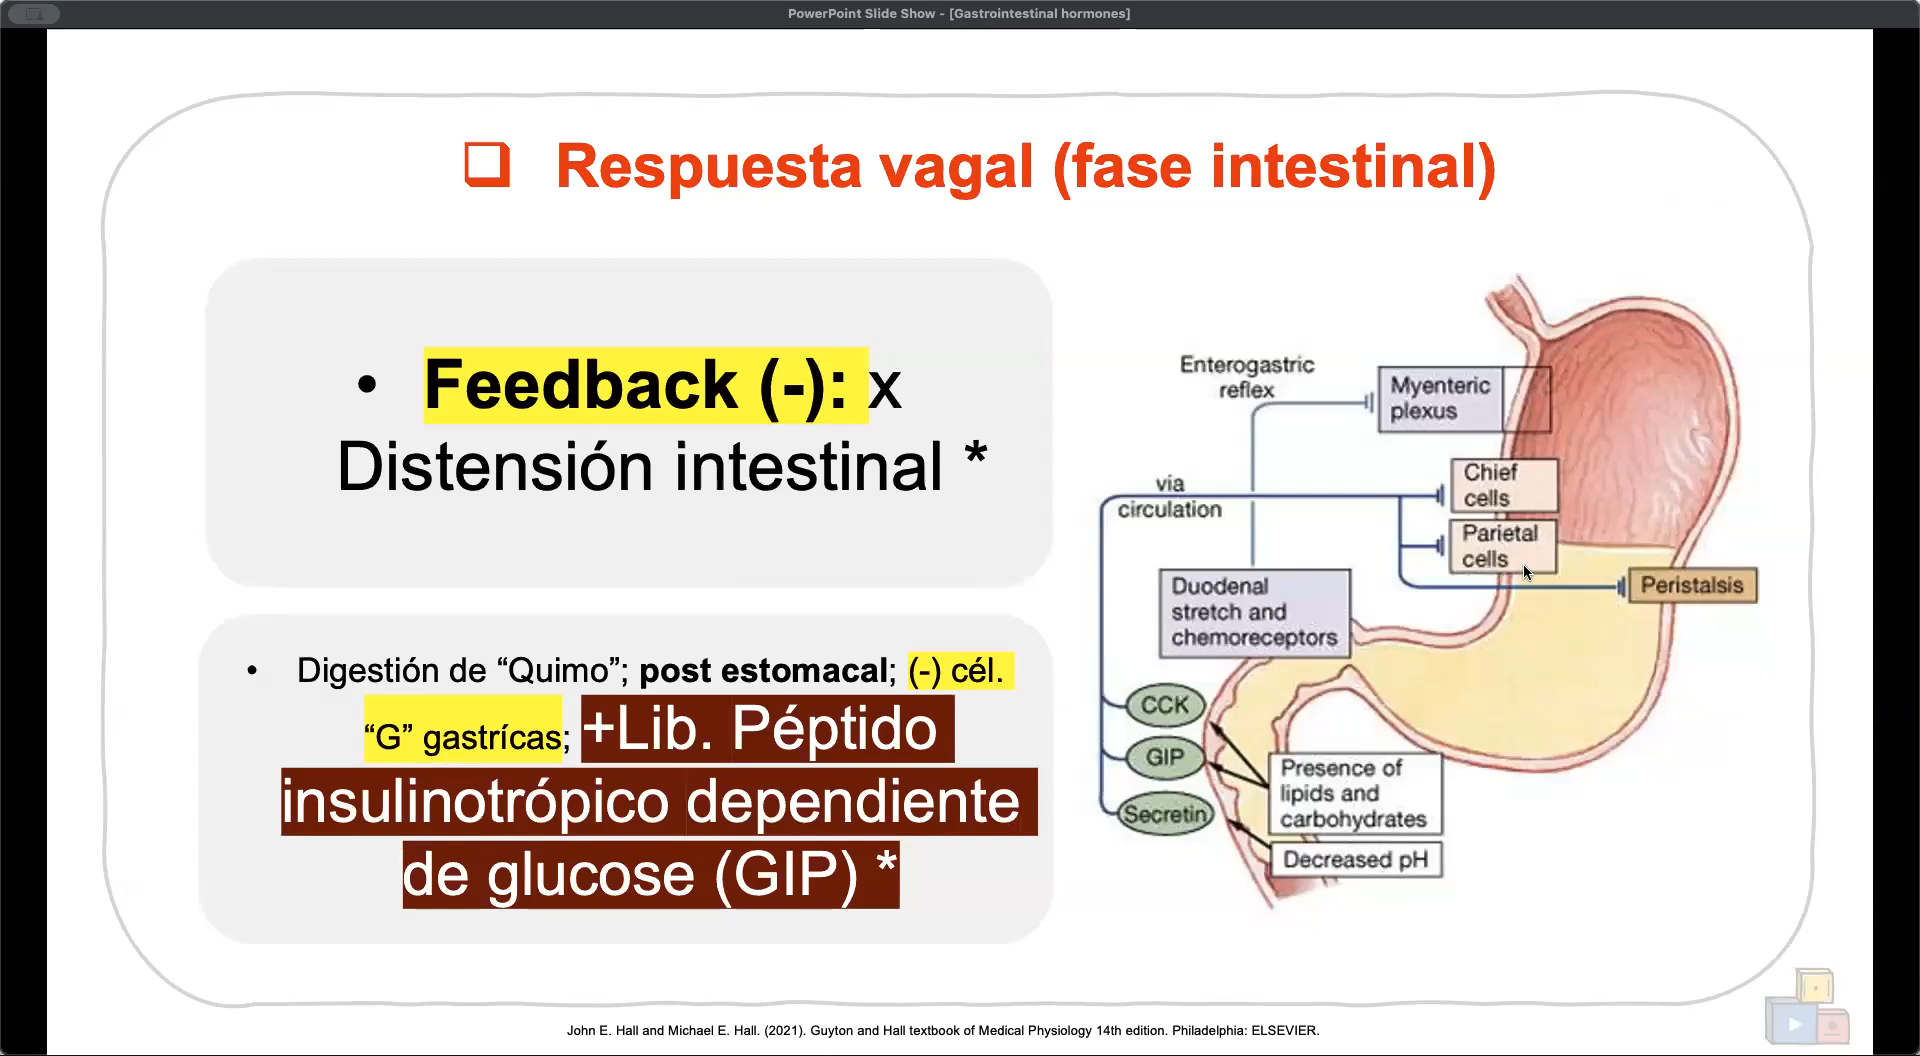 PowerPoint Slide Show - [Gastrointestinal hormones]
❑ Respuesta vagal (fase intestinal)
• Feedback (-): x
Distensión intestinal *
• Digestión de “Quimo”; post estomacal; (-) cél.
“G” gastrícas; +Lib. Péptido
insulinotrópico dependiente
de glucose (GIP) *
Enterogastric
reflex
Myenteric
plexus
Chief
cells
via
circulation
Parietal
cells
Peristalsis
Duodenal
stretch and
chemoreceptors
CCK
GIP
Secretin
Presence of
lipids and
carbohydrates
Decreased pH
John E. Hall and Michael E. Hall. (2021). Guyton and Hall textbook of Medical Physiology 14th edition. Philadelphia: ELSEVIER.